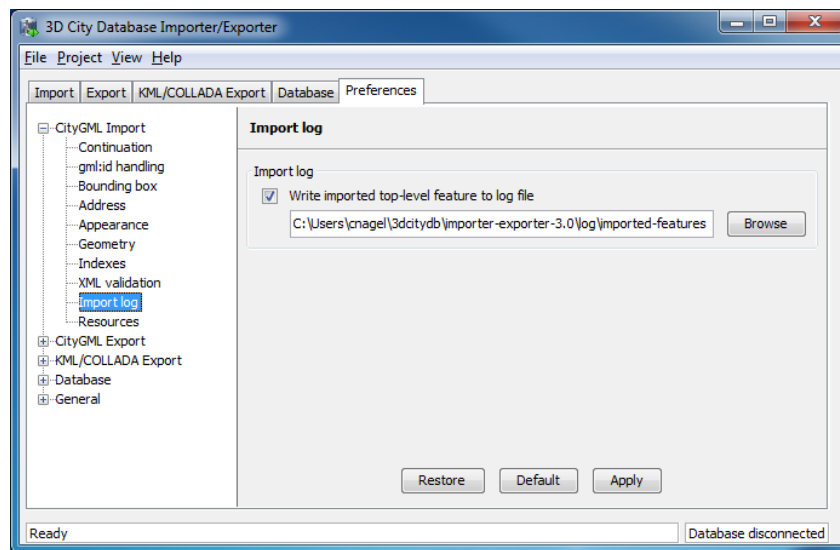 3D City Database Importer/Exporter
File Project View Help
Import Export KML/COLLADA Export Database Preferences
CityGML Import
Continuation
gml:id handling
Bounding box
Address
Appearance
Geometry
Indexes
XML validation
Import log
Resources
CityGML Export
KML/COLLADA Export
Database
General
Import log
Import log
Write imported top-level feature to log file
C:\Users\cnagel\3dcitydb\importer-exporter-3.0\log\imported-features Browse
Restore Default Apply
Ready Database disconnected